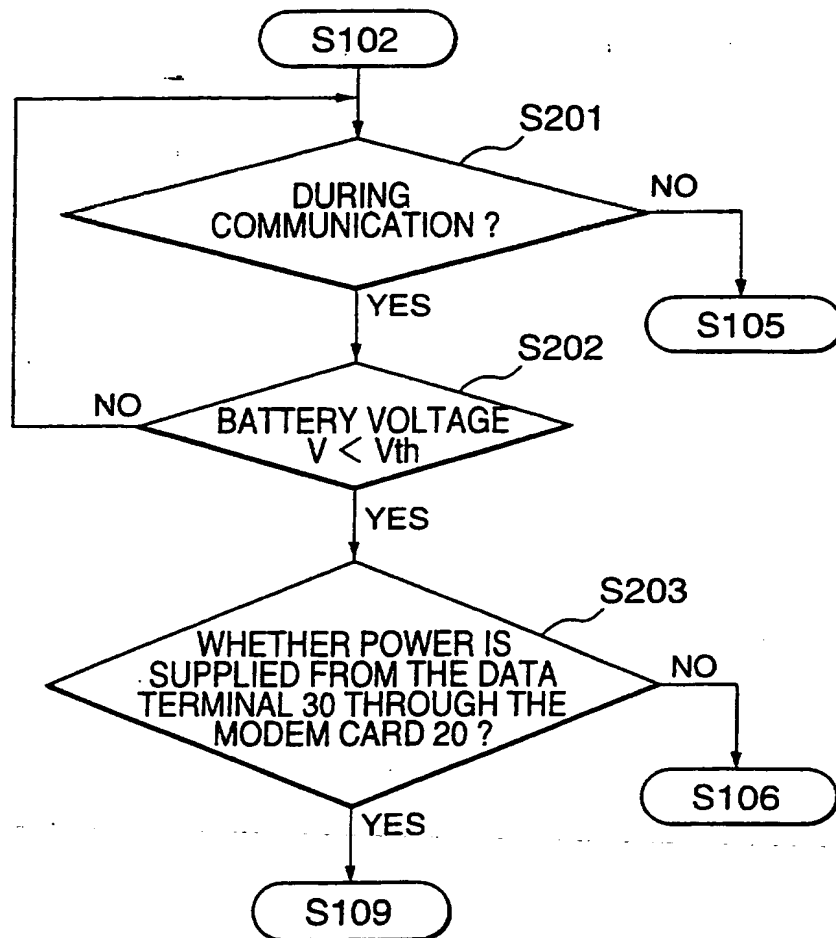 S102
S201
DURING
COMMUNICATION ?
NO
YES
S105
S202
NO
BATTERY VOLTAGE
V < Vth
YES
S203
WHETHER POWER IS
SUPPLIED FROM THE DATA
TERMINAL 30 THROUGH THE
MODEM CARD 20 ?
NO
S106
YES
S109